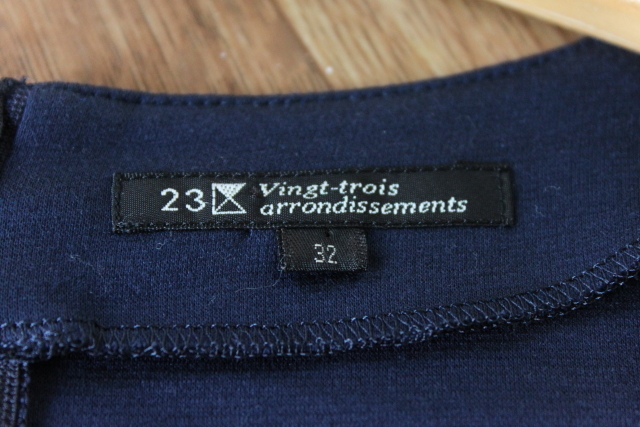 23 Vingt-trois
arrondissements
32